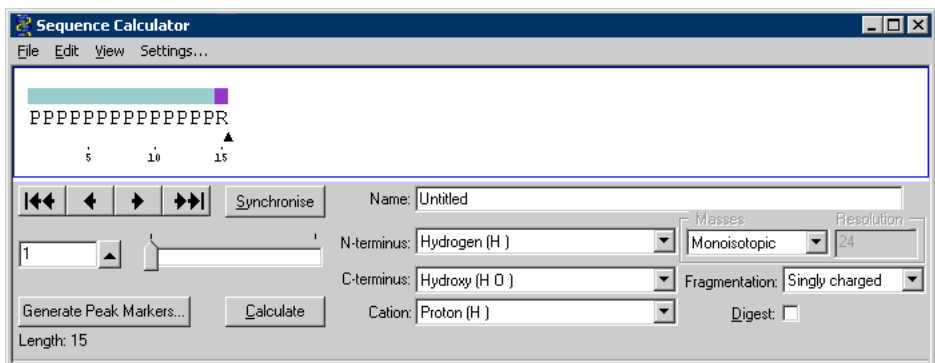 Sequence Calculator
File Edit View Settings...
PPPPPPPPPPPPPPR
5 10 15
Synchronise
Name: Untitled
Masses Resolution
1
N-terminus: Hydrogen (H ) Monoisotopic 24
C-terminus: Hydroxy (H O ) Fragmentation: Singly charged
Generate Peak Markers... Calculate Cation: Proton (H ) Digest:
Length: 15